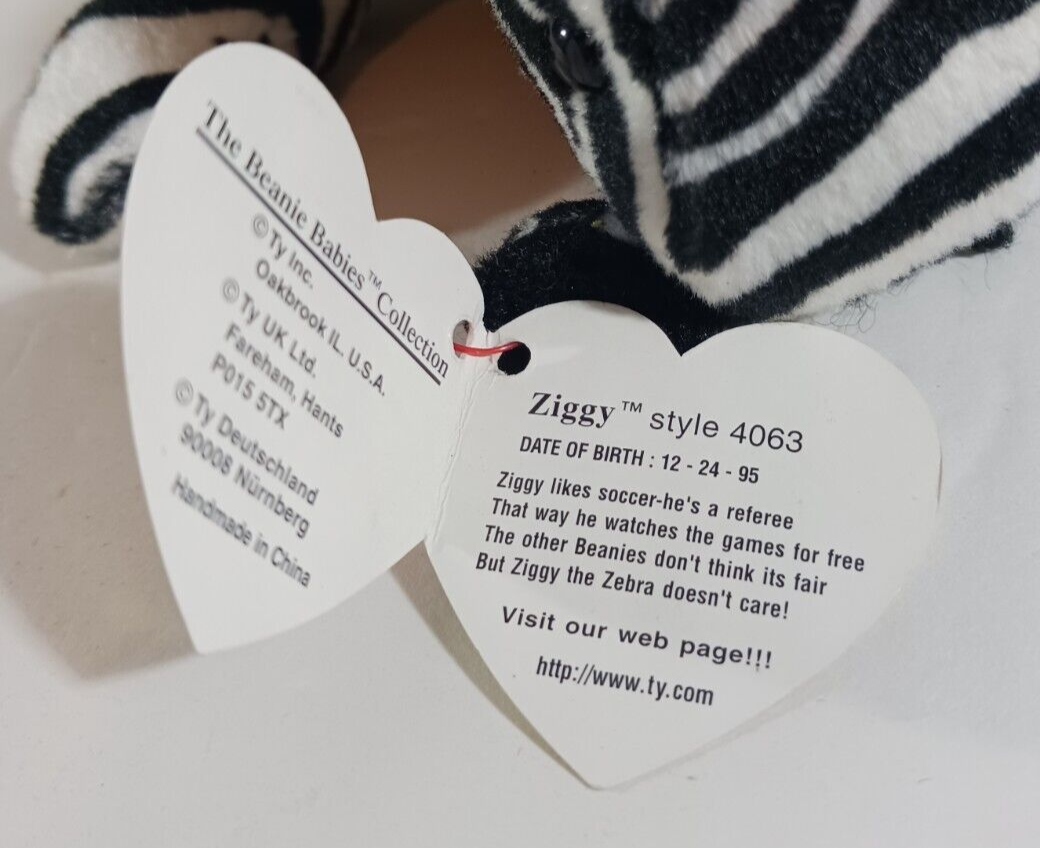 The Beanie Babies™ Collection
© Ty Inc.
Oakbrook IL. U.S.A.
© Ty UK Ltd.
Fareham, Hants
P015 5TX
© Ty Deutschland
90008 Nürnberg
Handmade in China
Ziggy™ style 4063
DATE OF BIRTH : 12 - 24 - 95
Ziggy likes soccer-he's a referee
That way he watches the games for free
The other Beanies don't think its fair
But Ziggy the Zebra doesn't care!
Visit our web page!!!
http://www.ty.com